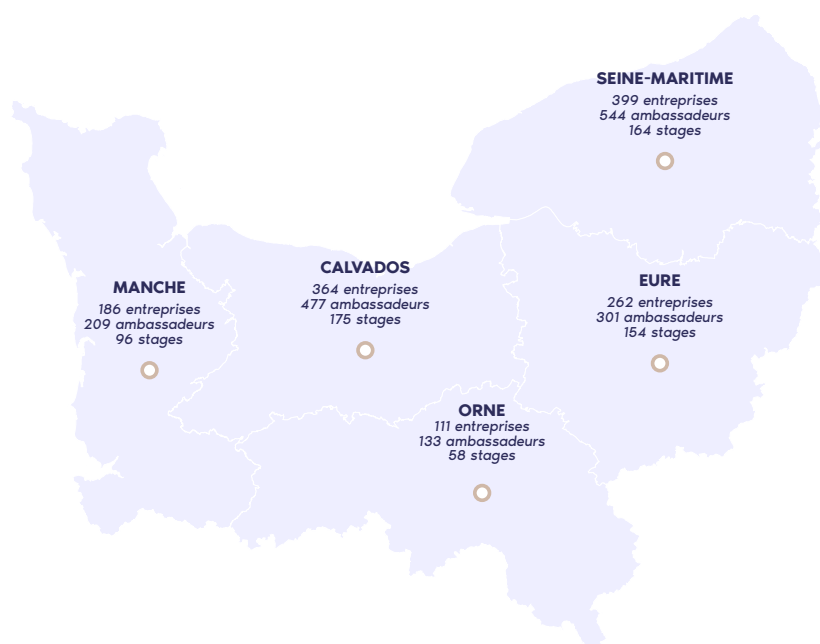 SEINE-MARITIME
399 entreprises
544 ambassadeurs
164 stages
CALVADOS
364 entreprises
477 ambassadeurs
175 stages
MANCHE
186 entreprises
209 ambassadeurs
96 stages
EURE
262 entreprises
301 ambassadeurs
154 stages
ORNE
111 entreprises
133 ambassadeurs
58 stages